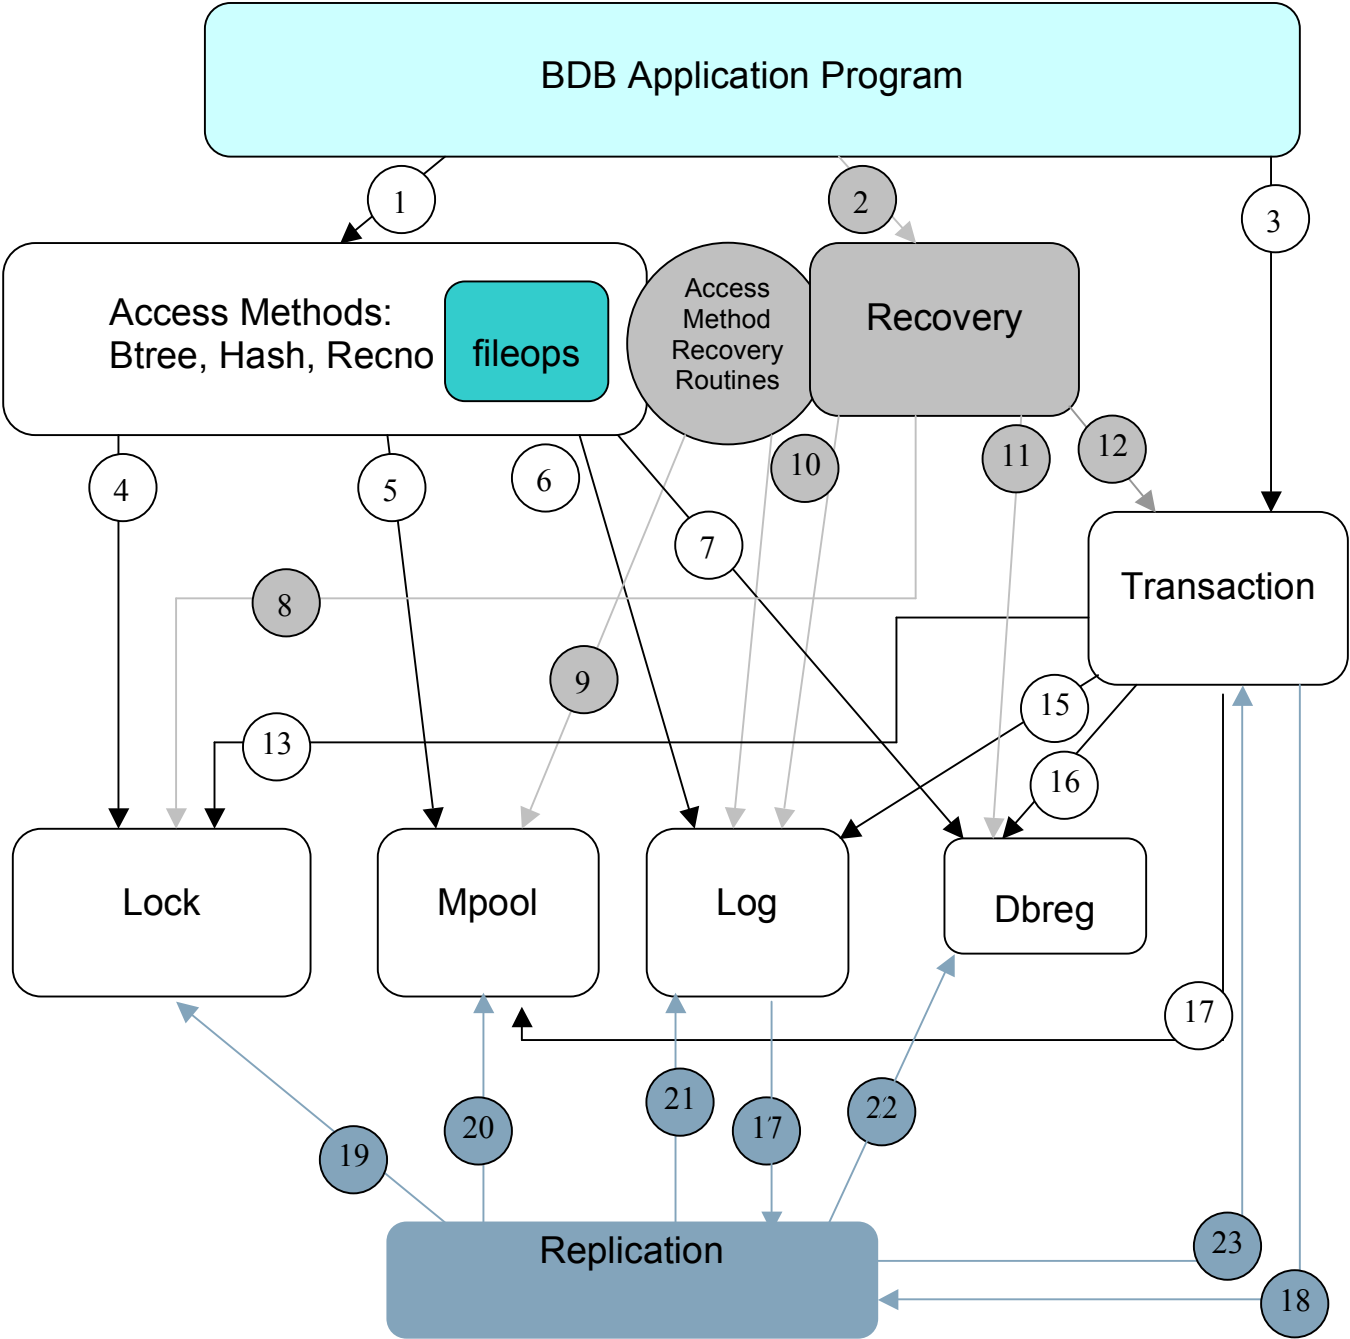 BDB Application Program
1
2
3
Access Methods:
Btree, Hash, Recno
fileops
Access
Method
Recovery
Routines
Recovery
4
5
6
10
11
12
7
Transaction
8
9
13
15
16
Lock
Mpool
Log
Dbreg
17
19
20
21
17
22
Replication
23
18